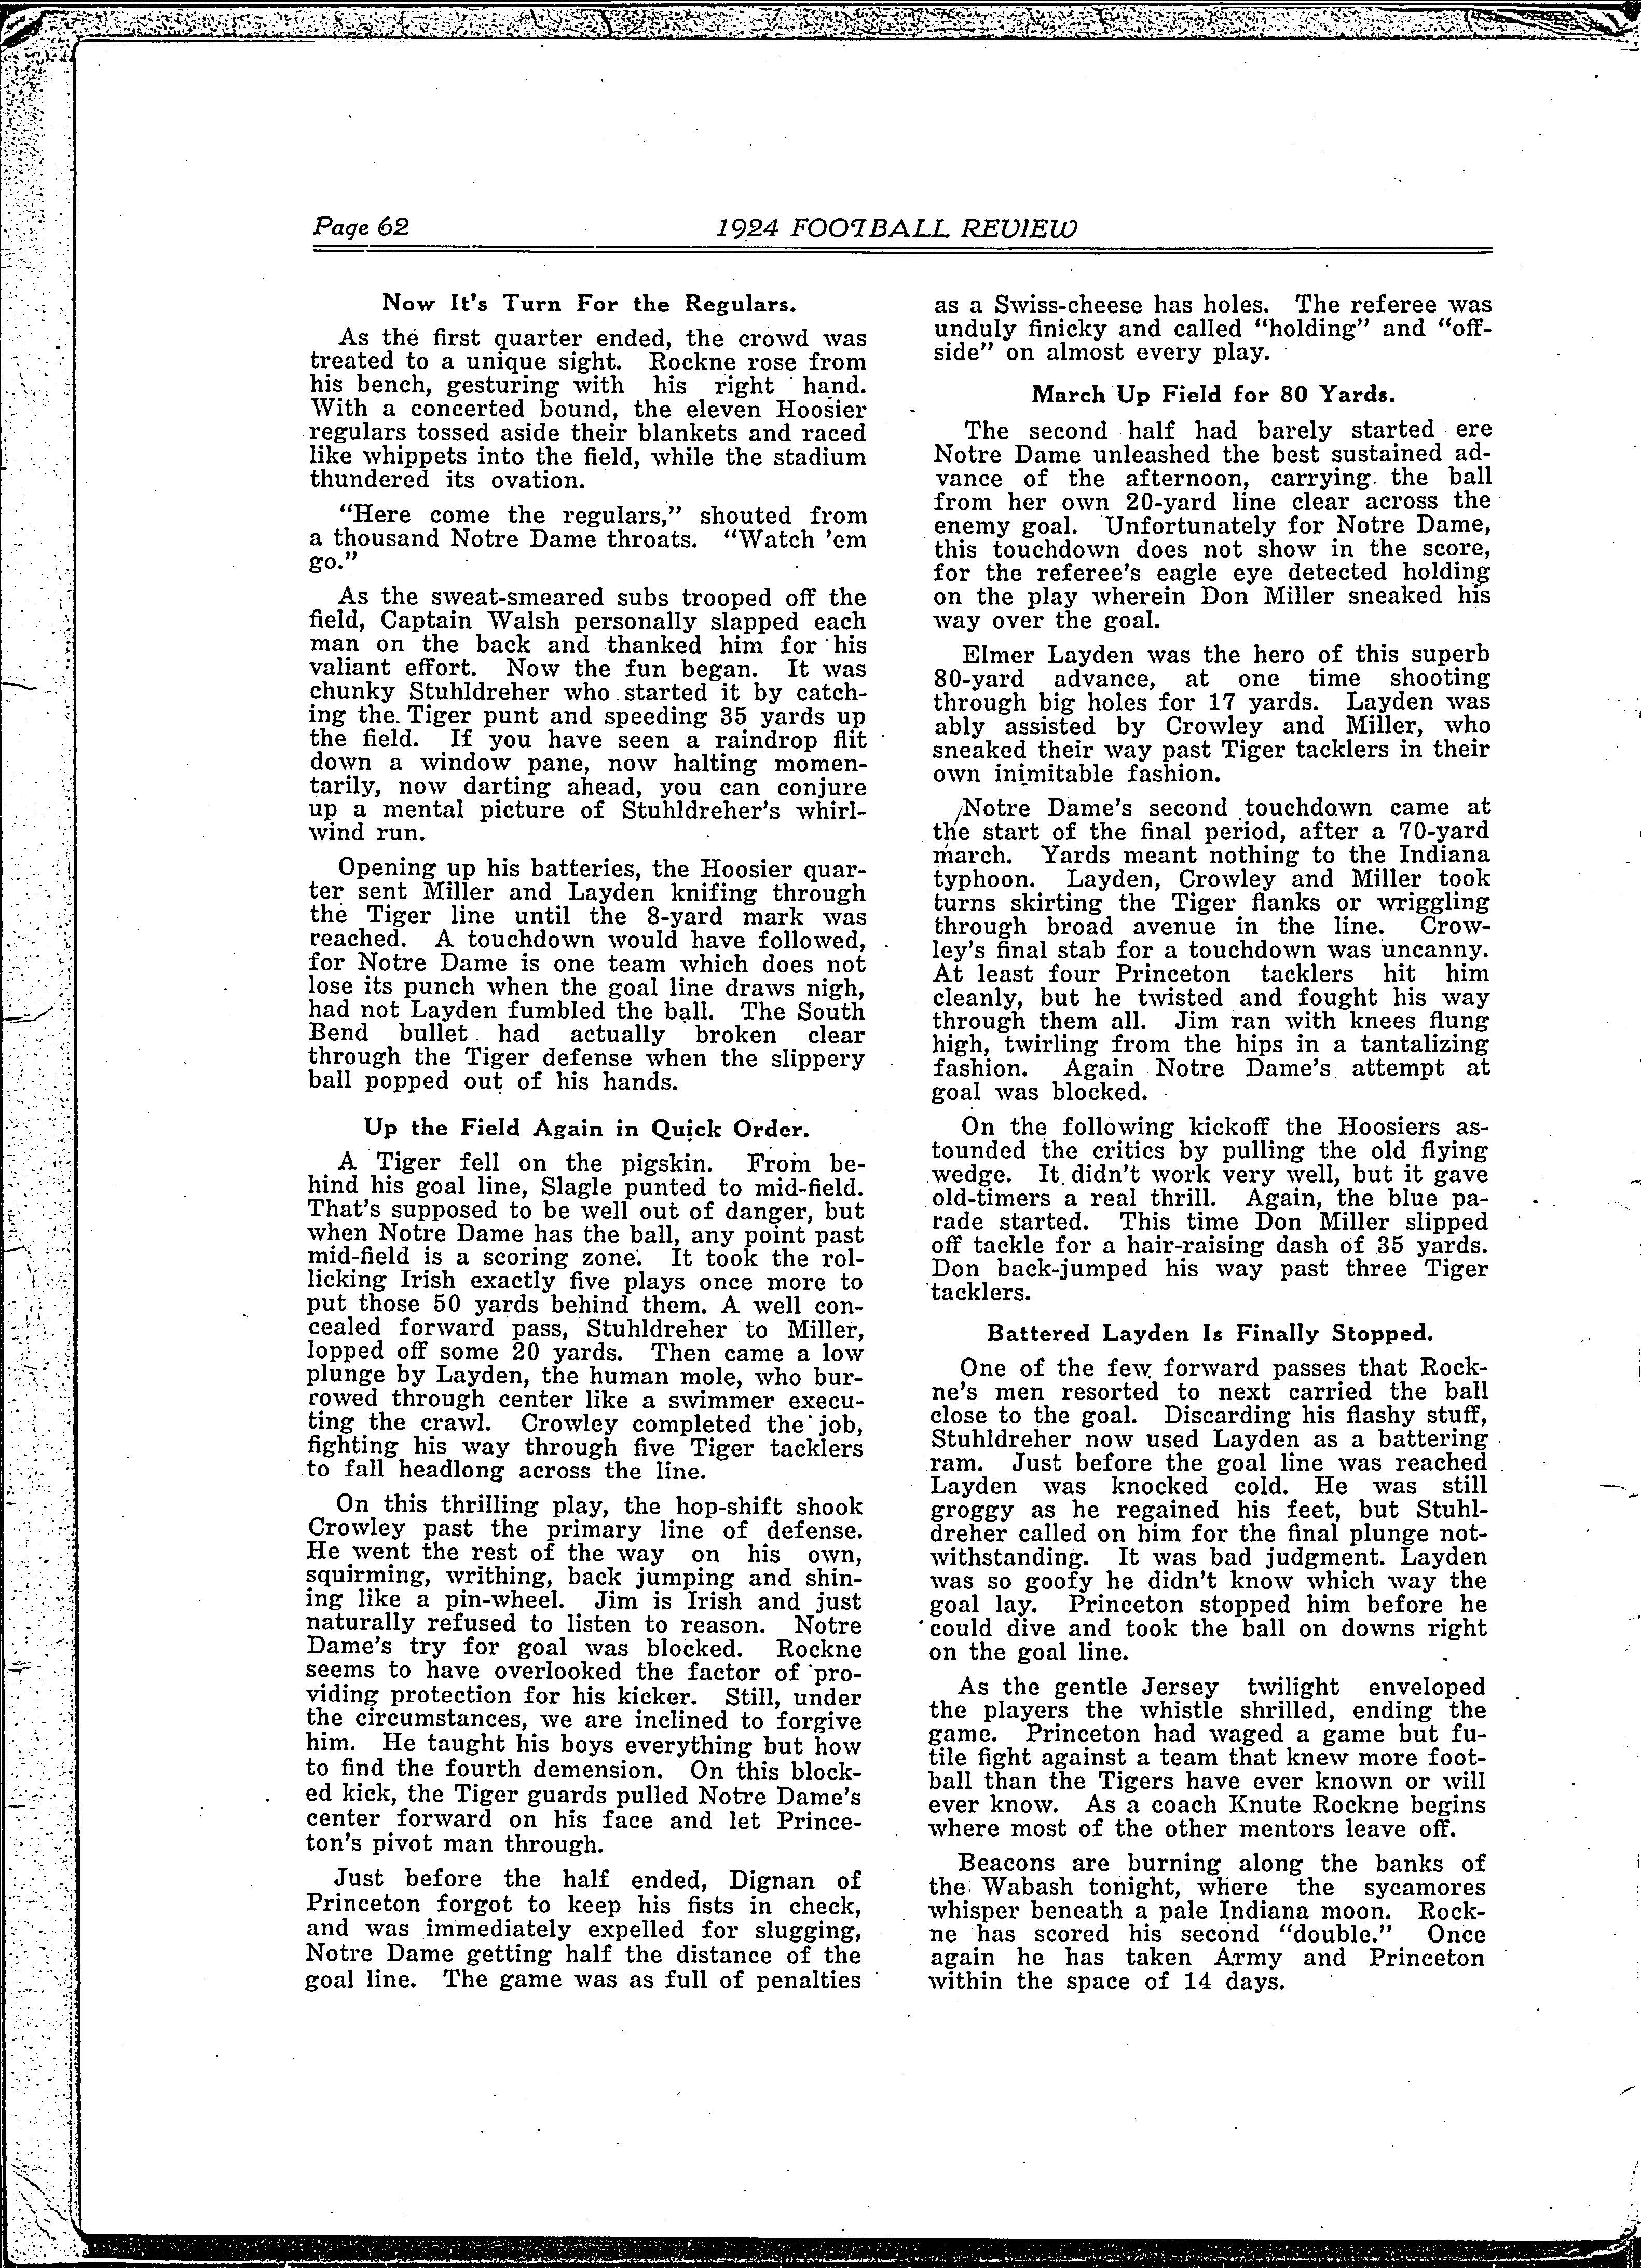 Page 62
1924 FOOTBALL REVIEW
Now It's Turn For the Regulars.
As the first quarter ended, the crowd was
treated to a unique sight. Rockne rose from
his bench, gesturing with his right hand.
With a concerted bound, the eleven Hoosier
regulars tossed aside their blankets and raced
like whippets into the field, while the stadium
thundered its ovation.
"Here come the regulars," shouted from
a thousand Notre Dame throats. "Watch 'em
go."
As the sweat-smeared subs trooped off the
field, Captain Walsh personally slapped each
man on the back and thanked him for his
valiant effort. Now the fun began. It was
chunky Stuhldreher who started it by catch-
ing the Tiger punt and speeding 35 yards up
the field. If you have seen a raindrop flit
down a window pane, now halting momen-
tarily, now darting ahead, you can conjure
up a mental picture of Stuhldreher's whirl-
wind run.
Opening up his batteries, the Hoosier quar-
ter sent Miller and Layden knifing through
the Tiger line until the 8-yard mark was
reached. A touchdown would have followed,
for Notre Dame is one team which does not
lose its punch when the goal line draws nigh,
had not Layden fumbled the ball. The South
Bend bullet had actually broken clear
through the Tiger defense when the slippery
ball popped out of his hands.
Up the Field Again in Quick Order.
A Tiger fell on the pigskin. From be-
hind his goal line, Slagle punted to mid-field.
That's supposed to be well out of danger, but
when Notre Dame has the ball, any point past
mid-field is a scoring zone. It took the rol-
licking Irish exactly five plays once more to
put those 50 yards behind them. A well con-
cealed forward pass, Stuhldreher to Miller,
lopped off some 20 yards. Then came a low
plunge by Layden, the human mole, who bur-
rowed through center like a swimmer execu-
ting the crawl. Crowley completed the job,
fighting his way through five Tiger tacklers
to fall headlong across the line.
On this thrilling play, the hop-shift shook
Crowley past the primary line of defense.
He went the rest of the way on his own,
squirming, writhing, back jumping and shin-
ing like a pin-wheel. Jim is Irish and just
naturally refused to listen to reason. Notre
Dame's try for goal was blocked. Rockne
seems to have overlooked the factor of pro-
viding protection for his kicker. Still, under
the circumstances, we are inclined to forgive
him. He taught his boys everything but how
to find the fourth demension. On this block-
ed kick, the Tiger guards pulled Notre Dame's
center forward on his face and let Prince-
ton's pivot man through.
Just before the half ended, Dignan of
Princeton forgot to keep his fists in check,
and was immediately expelled for slugging,
Notre Dame getting half the distance of the
goal line. The game was as full of penalties
as a Swiss-cheese has holes. The referee was
unduly finicky and called "holding" and "off-
side" on almost every play.
March Up Field for 80 Yards.
The second half had barely started ere
Notre Dame unleashed the best sustained ad-
vance of the afternoon, carrying the ball
from her own 20-yard line clear across the
enemy goal. Unfortunately for Notre Dame,
this touchdown does not show in the score,
for the referee's eagle eye detected holding
on the play wherein Don Miller sneaked his
way over the goal.
Elmer Layden was the hero of this superb
80-yard advance, at one time shooting
through big holes for 17 yards. Layden was
ably assisted by Crowley and Miller, who
sneaked their way past Tiger tacklers in their
own inimitable fashion.
Notre Dame's second touchdown came at
the start of the final period, after a 70-yard
march. Yards meant nothing to the Indiana
typhoon. Layden, Crowley and Miller took
turns skirting the Tiger flanks or wriggling
through broad avenue in the line. Crow-
ley's final stab for a touchdown was uncanny.
At least four Princeton tacklers hit him
cleanly, but he twisted and fought his way
through them all. Jim ran with knees flung
high, twirling from the hips in a tantalizing
fashion. Again Notre Dame's attempt at
goal was blocked.
On the following kickoff the Hoosiers as-
tounded the critics by pulling the old flying
wedge. It didn't work very well, but it gave
old-timers a real thrill. Again, the blue pa-
rade started. This time Don Miller slipped
off tackle for a hair-raising dash of 35 yards.
Don back-jumped his way past three Tiger
tacklers.
Battered Layden Is Finally Stopped.
One of the few forward passes that Rock-
ne's men resorted to next carried the ball
close to the goal. Discarding his flashy stuff,
Stuhldreher now used Layden as a battering
ram. Just before the goal line was reached
Layden was knocked cold. He was still
groggy as he regained his feet, but Stuhl-
dreher called on him for the final plunge not-
withstanding. It was bad judgment. Layden
was so goofy he didn't know which way the
goal lay. Princeton stopped him before he
could dive and took the ball on downs right
on the goal line.
As the gentle Jersey twilight enveloped
the players the whistle shrilled, ending the
game. Princeton had waged a game but fu-
tile fight against a team that knew more foot-
ball than the Tigers have ever known or will
ever know. As a coach Knute Rockne begins
where most of the other mentors leave off.
Beacons are burning along the banks of
the Wabash tonight, where the sycamores
whisper beneath a pale Indiana moon. Rock-
ne has scored his second "double." Once
again he has taken Army and Princeton
within the space of 14 days.